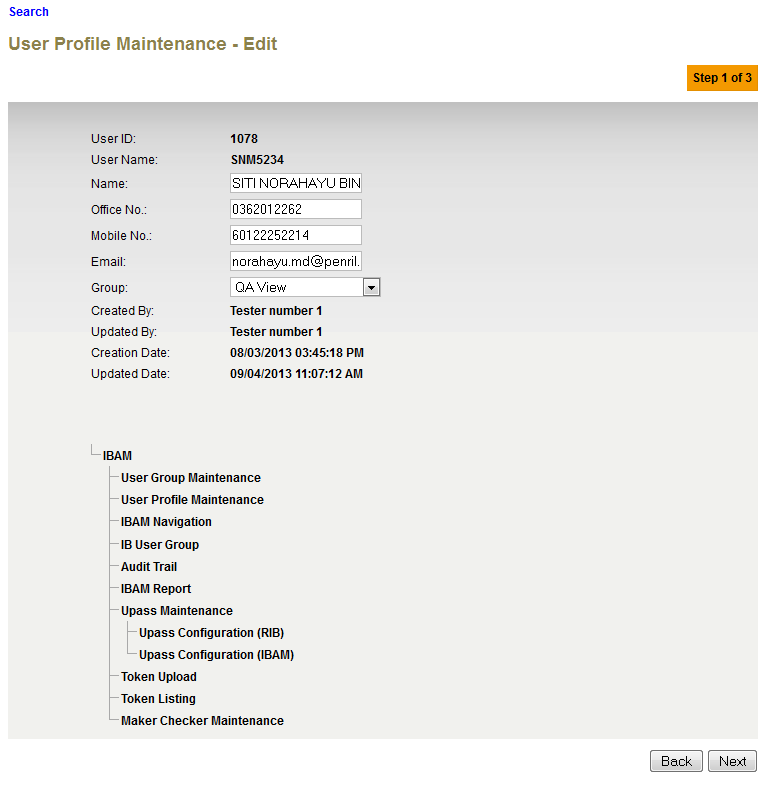 Search
User Profile Maintenance - Edit
Step 1 of 3
User ID: 1078
User Name: SNM5234
Name: SITI NORAHAYU BIN
Office No.: 0362012262
Mobile No.: 60122252214
Email: norahayu.md@penril.
Group: QA View
Created By: Tester number 1
Updated By: Tester number 1
Creation Date: 08/03/2013 03:45:18 PM
Updated Date: 09/04/2013 11:07:12 AM
IBAM
User Group Maintenance
User Profile Maintenance
IBAM Navigation
IB User Group
Audit Trail
IBAM Report
Upass Maintenance
Upass Configuration (RIB)
Upass Configuration (IBAM)
Token Upload
Token Listing
Maker Checker Maintenance
Back Next